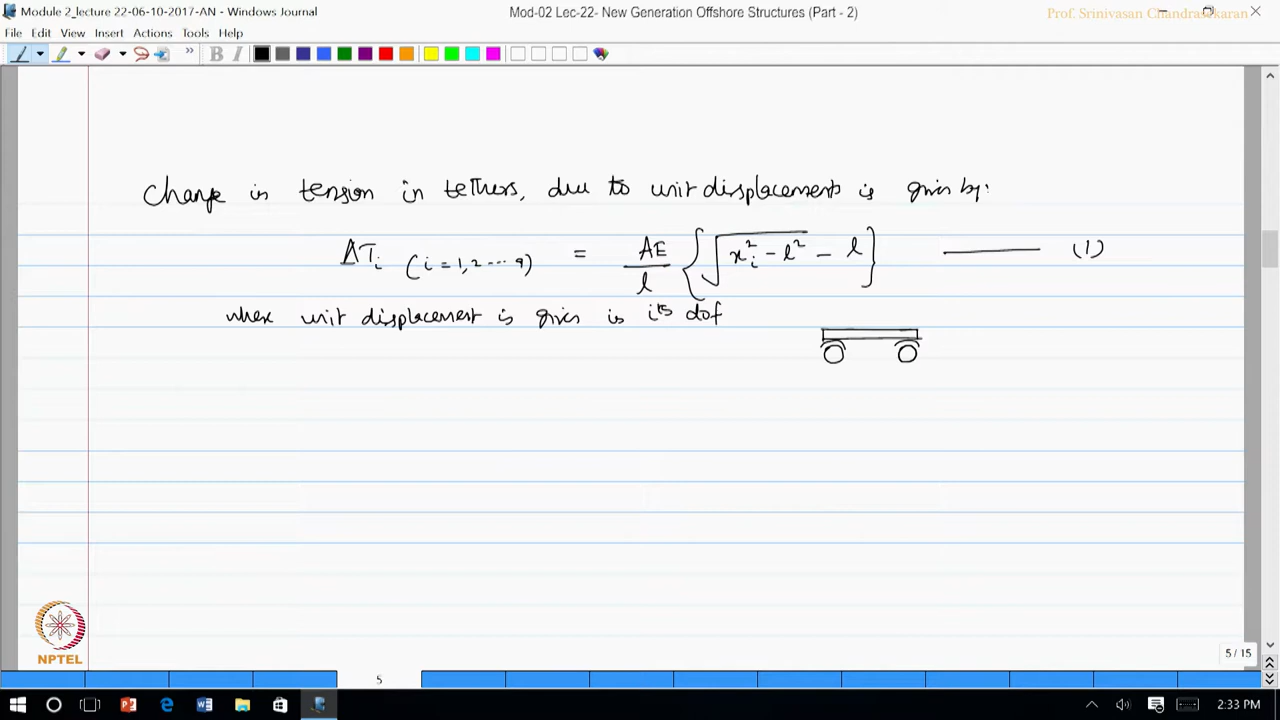 Module 2_lecture 22-06-10-2017-AN - Windows Journal
Mod-02 Lec-22- New Generation Offshore Structures (Part - 2)
Prof. Srinivasan Chandrasekaran
File Edit View Insert Actions Tools Help
B I
Change in tension in tethers, due to unit displacement is given by:
ΔTi (i = 1,2 --- 9) = AE/l {√(xi² - l²) - l} ——— (1)
where unit displacement is given in ith dof
5 / 15
NPTEL
5
2:33 PM